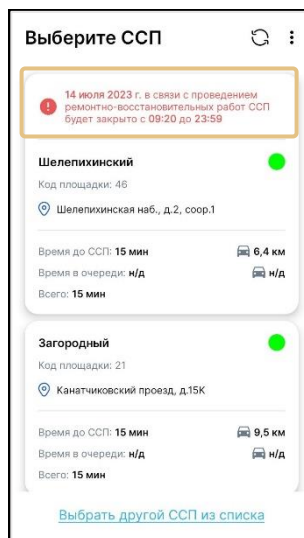 Выберите ССП
14 июля 2023 г. в связи с проведением
ремонтно-восстановительных работ ССП
будет закрыто с 09:20 до 23:59
Шелепихинский
Код площадки: 46
Шелепихинская наб., д.2, соор.1
Время до ССП: 15 мин 6,4 км
Время в очереди: н/д н/д
Всего: 15 мин
Загородный
Код площадки: 21
Канатчиковский проезд, д.15К
Время до ССП: 15 мин 9,5 км
Время в очереди: н/д н/д
Всего: 15 мин
Выбрать другой ССП из списка